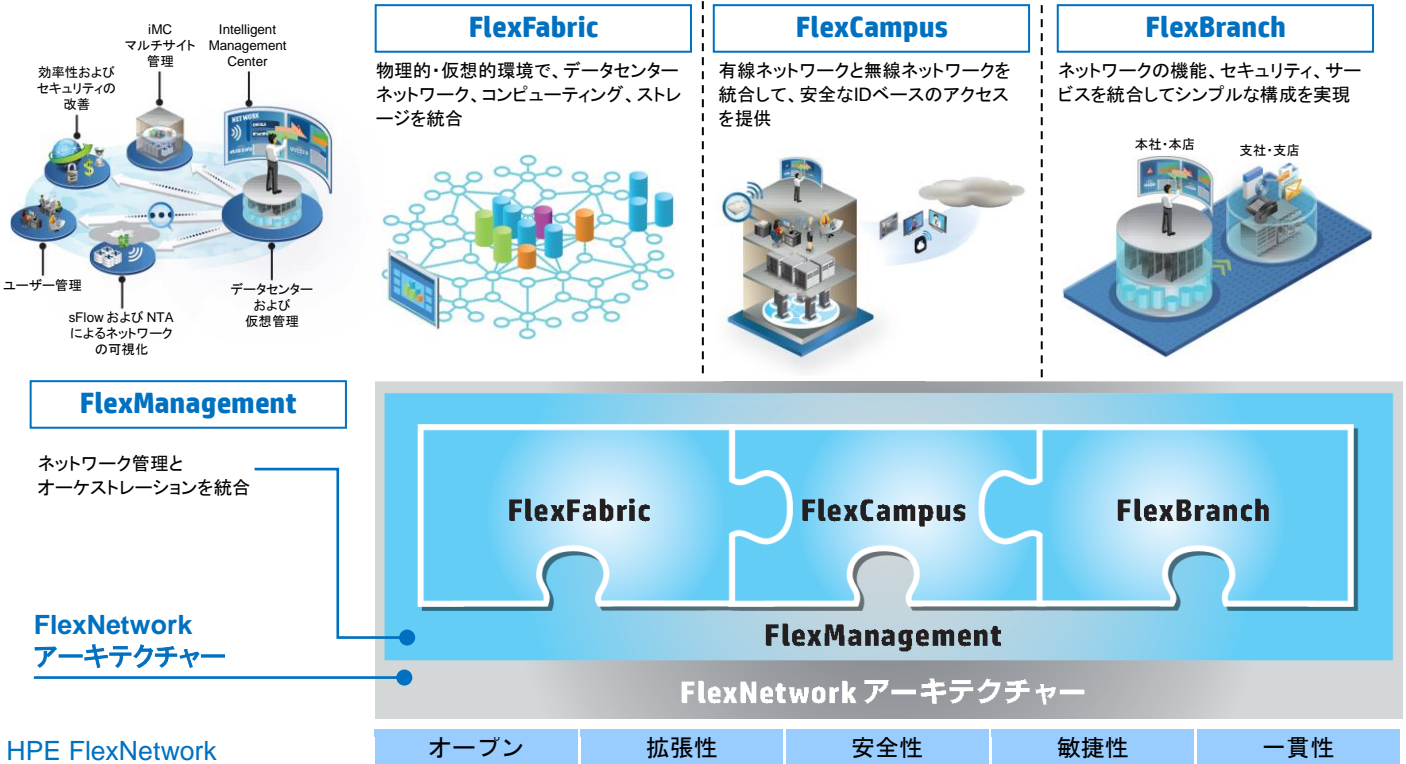 iMC
マルチサイト
管理
Intelligent
Management
Center
効率性および
セキュリティの
改善
NETWORK
ユーザー管理
sFlow および NTA
によるネットワーク
の可視化
データセンター
および
仮想管理
FlexFabric
物理的・仮想的環境で、データセンター
ネットワーク、コンピューティング、ストレ
ージを統合
FlexCampus
有線ネットワークと無線ネットワークを
統合して、安全なIDベースのアクセス
を提供
FlexBranch
ネットワークの機能、セキュリティ、サー
ビスを統合してシンプルな構成を実現
本社・本店
支社・支店
FlexManagement
ネットワーク管理と
オーケストレーションを統合
FlexNetwork
アーキテクチャー
FlexFabric
FlexCampus
FlexBranch
FlexManagement
FlexNetwork アーキテクチャー
HPE FlexNetwork
オープン
拡張性
安全性
敏捷性
一貫性